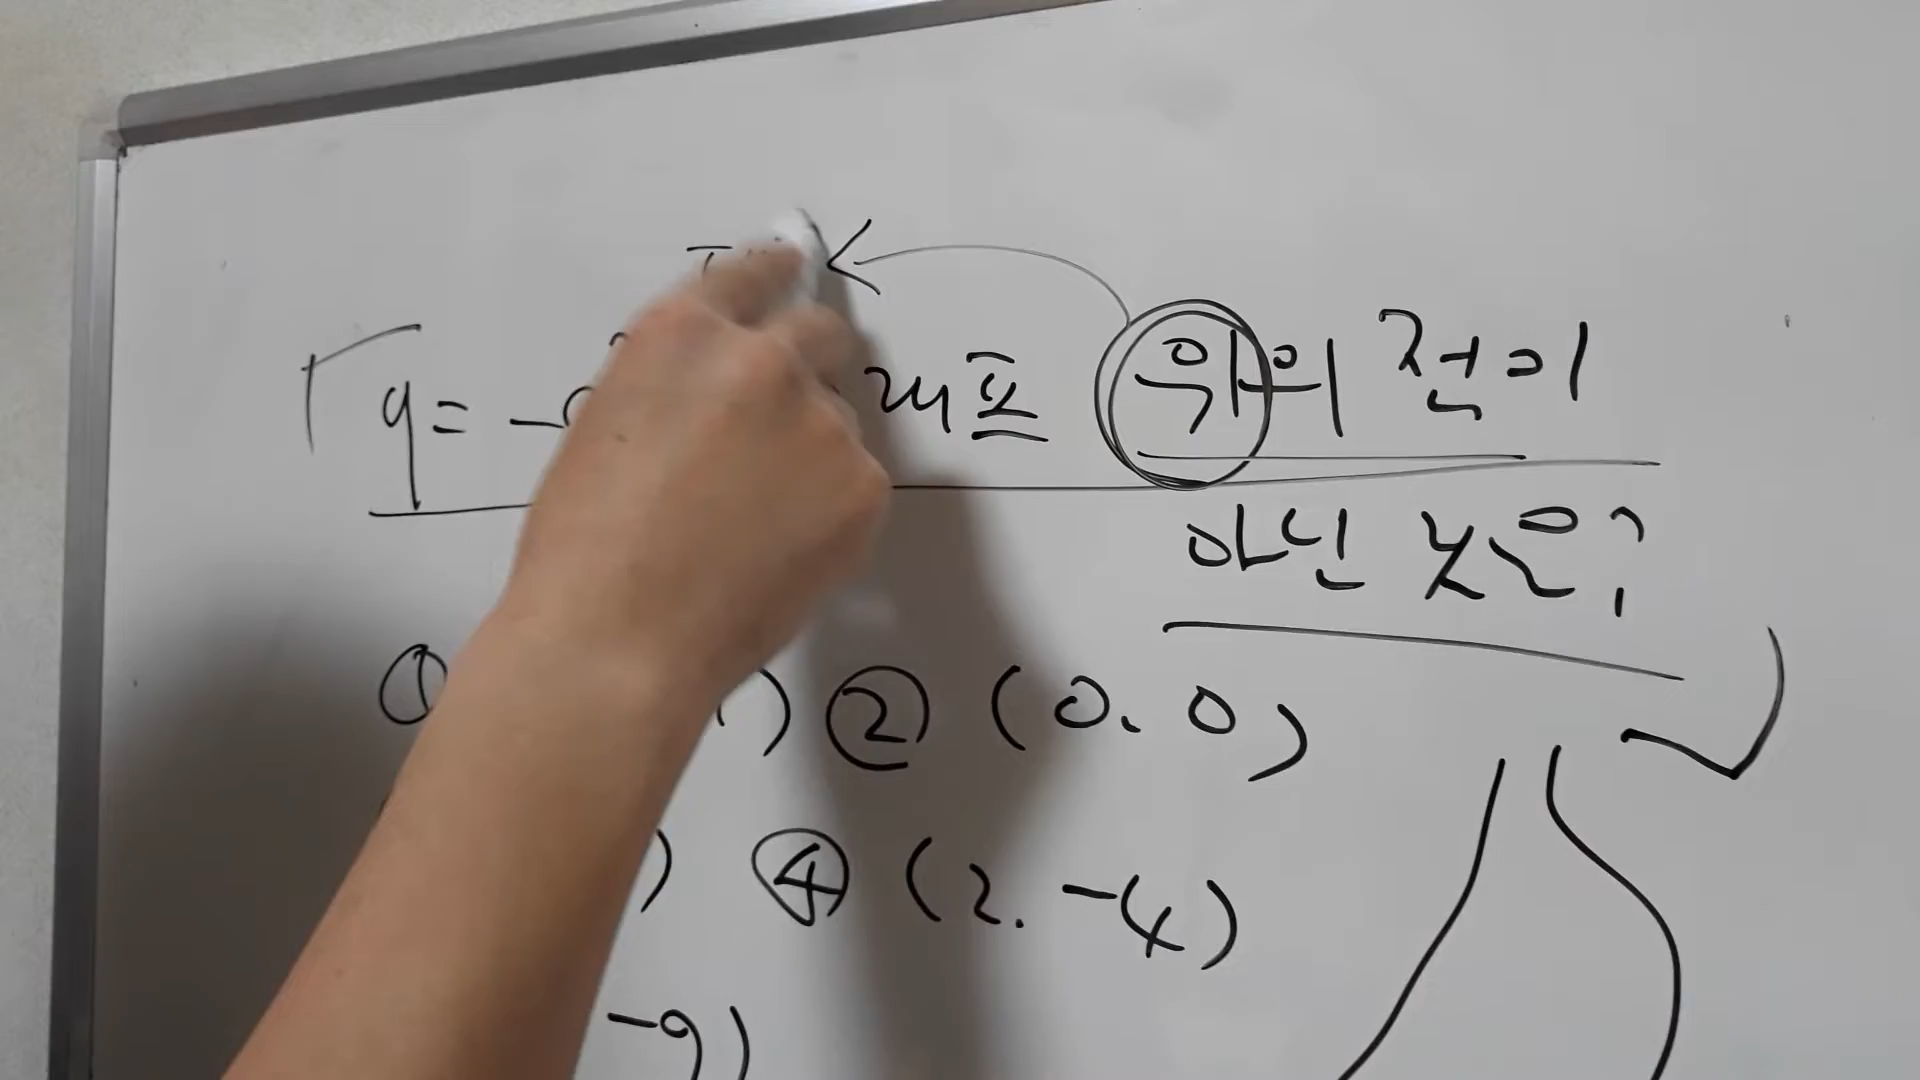 y= - 그래프 위의 점이
아닌 것은?
① ) ② (0. 0)
) ④ (2. -4)
-9)